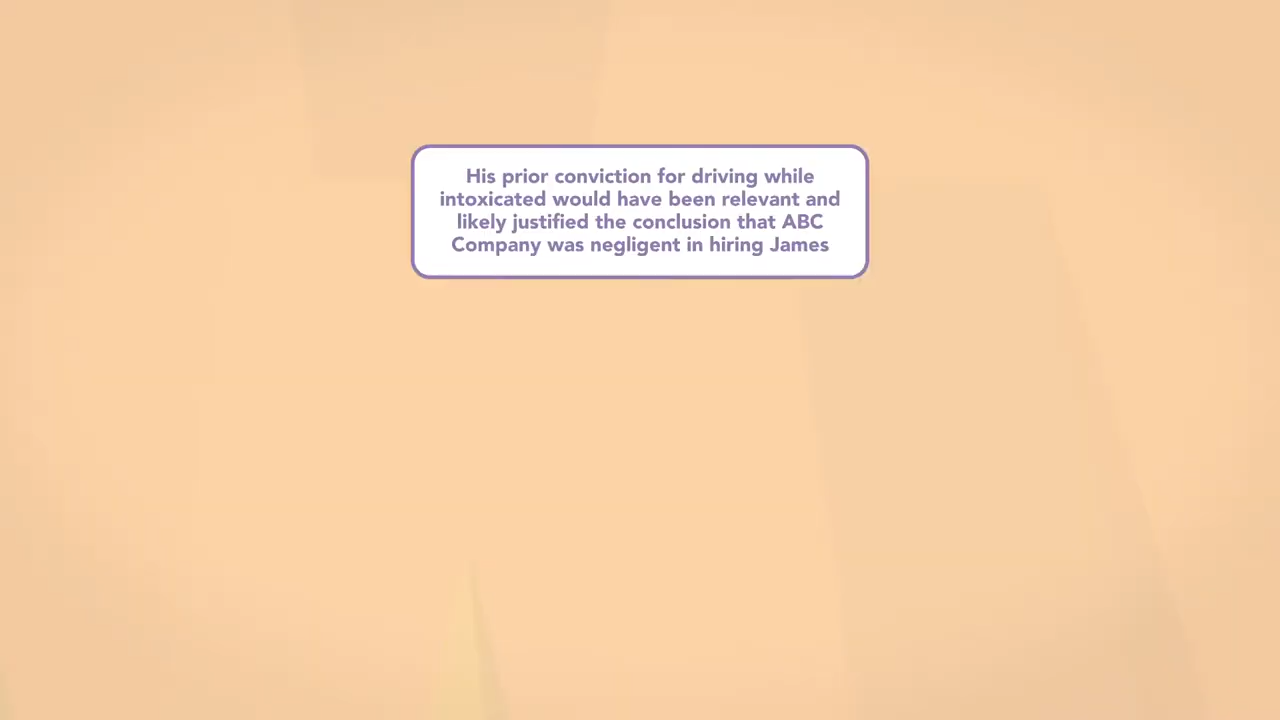 His prior conviction for driving while
intoxicated would have been relevant and
likely justified the conclusion that ABC
Company was negligent in hiring James